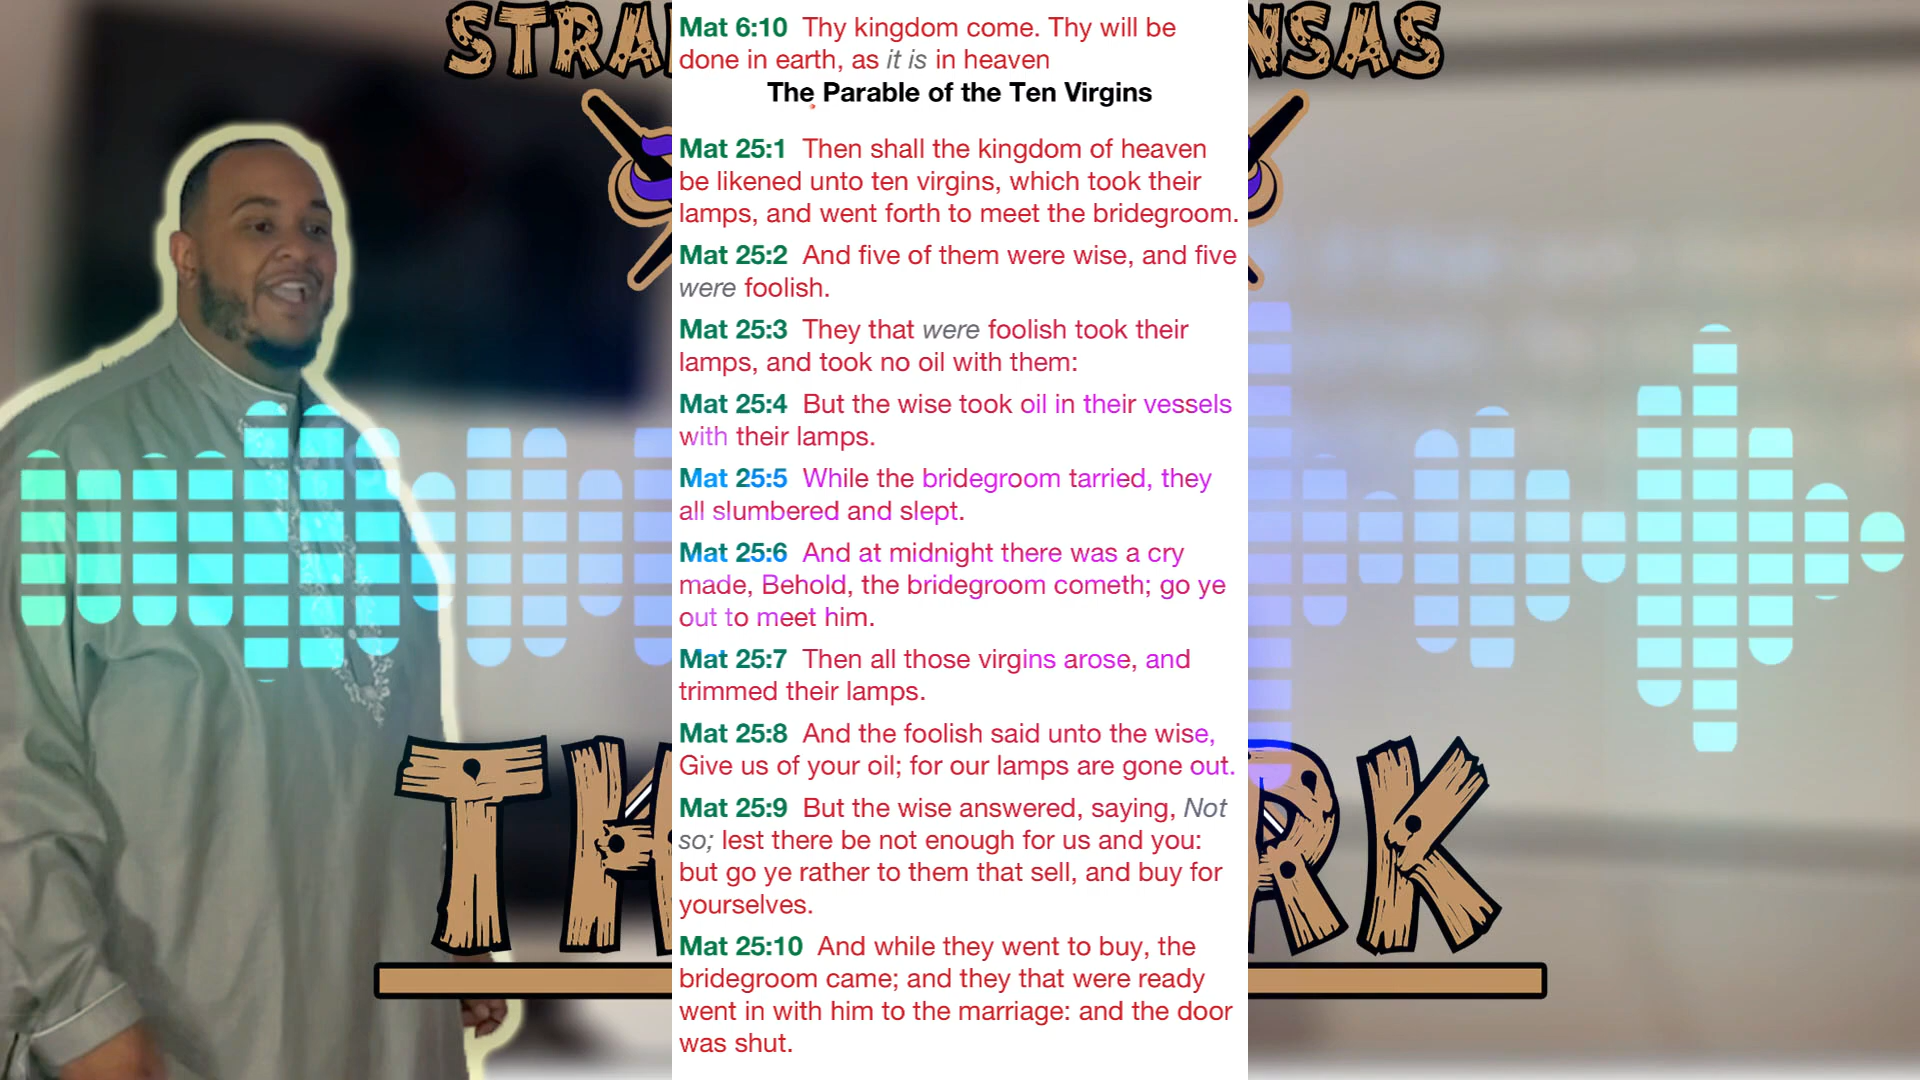 STRA
NSAS
Mat 6:10 Thy kingdom come. Thy will be
done in earth, as it is in heaven
The Parable of the Ten Virgins
Mat 25:1 Then shall the kingdom of heaven
be likened unto ten virgins, which took their
lamps, and went forth to meet the bridegroom.
Mat 25:2 And five of them were wise, and five
were foolish.
Mat 25:3 They that were foolish took their
lamps, and took no oil with them:
Mat 25:4 But the wise took oil in their vessels
with their lamps.
Mat 25:5 While the bridegroom tarried, they
all slumbered and slept.
Mat 25:6 And at midnight there was a cry
made, Behold, the bridegroom cometh; go ye
out to meet him.
Mat 25:7 Then all those virgins arose, and
trimmed their lamps.
Mat 25:8 And the foolish said unto the wise,
Give us of your oil; for our lamps are gone out.
Mat 25:9 But the wise answered, saying, Not
so; lest there be not enough for us and you:
but go ye rather to them that sell, and buy for
yourselves.
Mat 25:10 And while they went to buy, the
bridegroom came; and they that were ready
went in with him to the marriage: and the door
was shut.
TH
RK